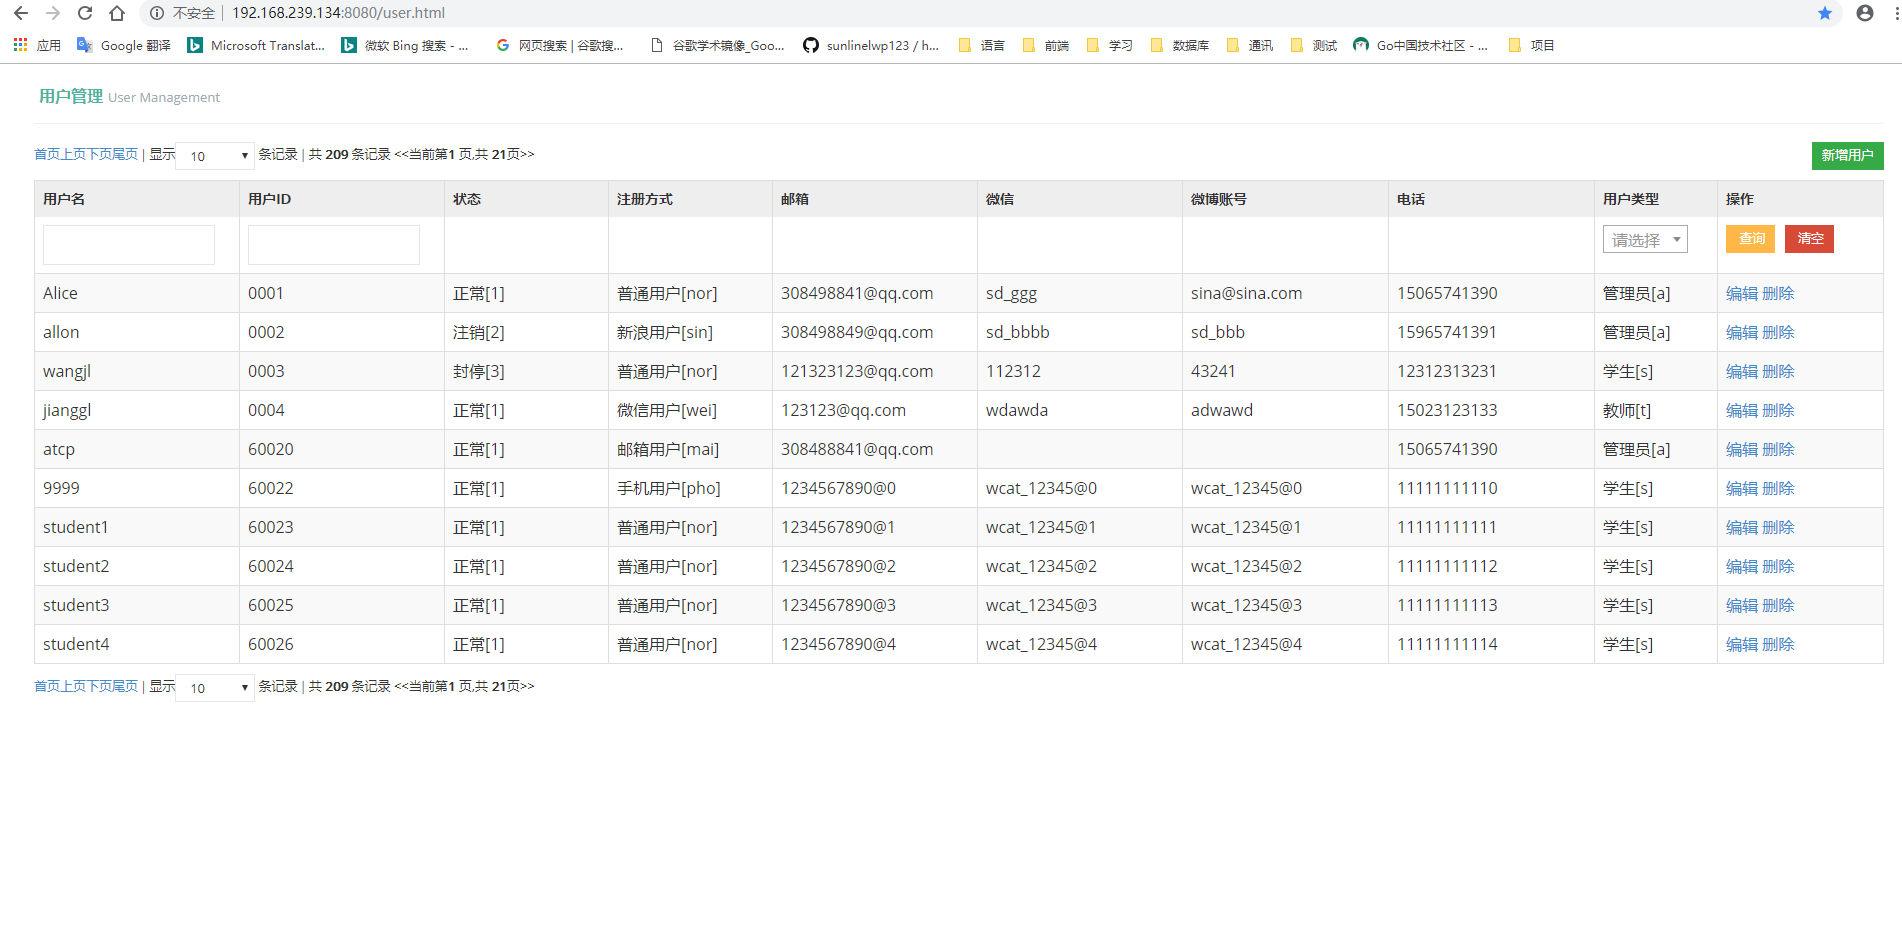 不安全 192.168.239.134:8080/user.html
应用 Google 翻译 Microsoft Translat... 微软 Bing 搜索 - ... 网页搜索 | 谷歌搜... 谷歌学术镜像_Goo... sunlinelwp123 / h... 语言 前端 学习 数据库 通讯 测试 Go中国技术社区 - ... 项目
用户管理 User Management
首页上页下页尾页 | 显示 10 条记录 | 共 209 条记录 <<当前第1 页,共 21页>> 新增用户
用户名 用户ID 状态 注册方式 邮箱 微信 微博账号 电话 用户类型 操作
请选择 查询 清空
Alice 0001 正常[1] 普通用户[nor] 308498841@qq.com sd_ggg sina@sina.com 15065741390 管理员[a] 编辑 删除
allon 0002 注销[2] 新浪用户[sin] 308498849@qq.com sd_bbbb sd_bbb 15965741391 管理员[a] 编辑 删除
wangjl 0003 封停[3] 普通用户[nor] 121323123@qq.com 112312 43241 12312313231 学生[s] 编辑 删除
jianggl 0004 正常[1] 微信用户[wei] 123123@qq.com wdawda adwawd 15023123133 教师[t] 编辑 删除
atcp 60020 正常[1] 邮箱用户[mai] 308488841@qq.com 15065741390 管理员[a] 编辑 删除
9999 60022 正常[1] 手机用户[pho] 1234567890@0 wcat_12345@0 wcat_12345@0 11111111110 学生[s] 编辑 删除
student1 60023 正常[1] 普通用户[nor] 1234567890@1 wcat_12345@1 wcat_12345@1 11111111111 学生[s] 编辑 删除
student2 60024 正常[1] 普通用户[nor] 1234567890@2 wcat_12345@2 wcat_12345@2 11111111112 学生[s] 编辑 删除
student3 60025 正常[1] 普通用户[nor] 1234567890@3 wcat_12345@3 wcat_12345@3 11111111113 学生[s] 编辑 删除
student4 60026 正常[1] 普通用户[nor] 1234567890@4 wcat_12345@4 wcat_12345@4 11111111114 学生[s] 编辑 删除
首页上页下页尾页 | 显示 10 条记录 | 共 209 条记录 <<当前第1 页,共 21页>>